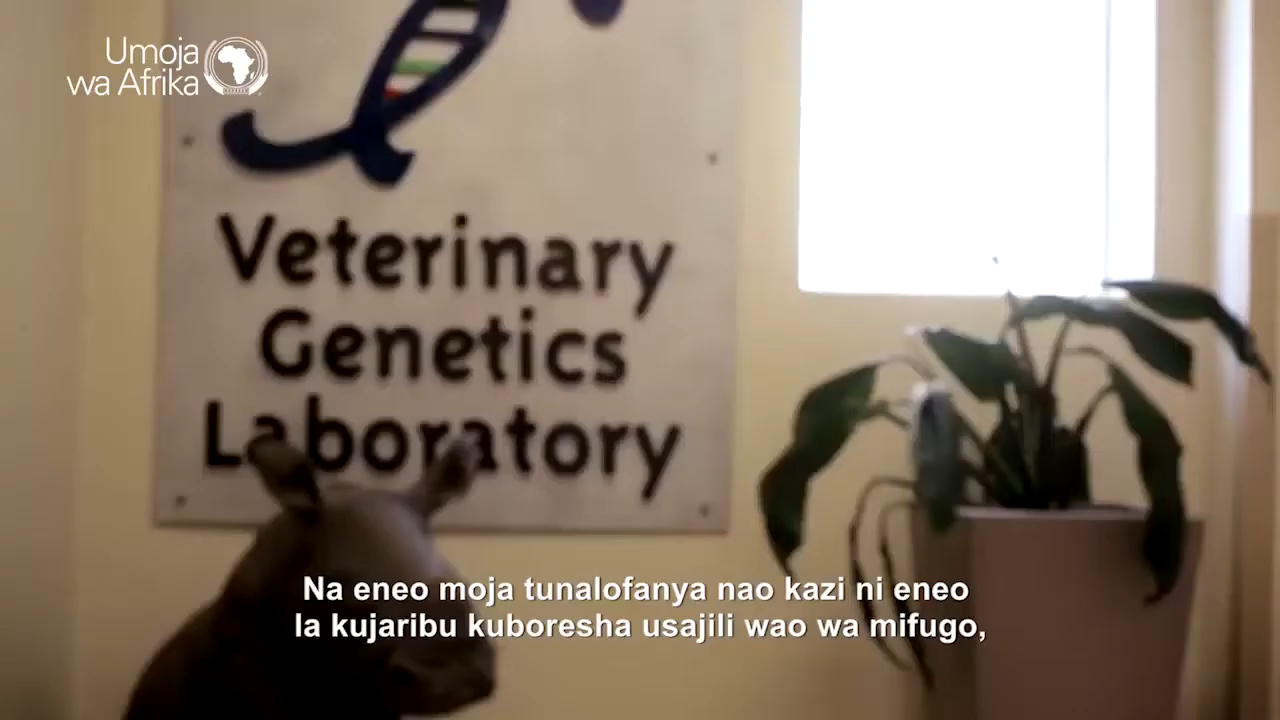 Umoja
wa Afrika
Veterinary
Genetics
Laboratory
Na eneo moja tunalofanya nao kazi ni eneo
la kujaribu kuboresha usajili wao wa mifugo,